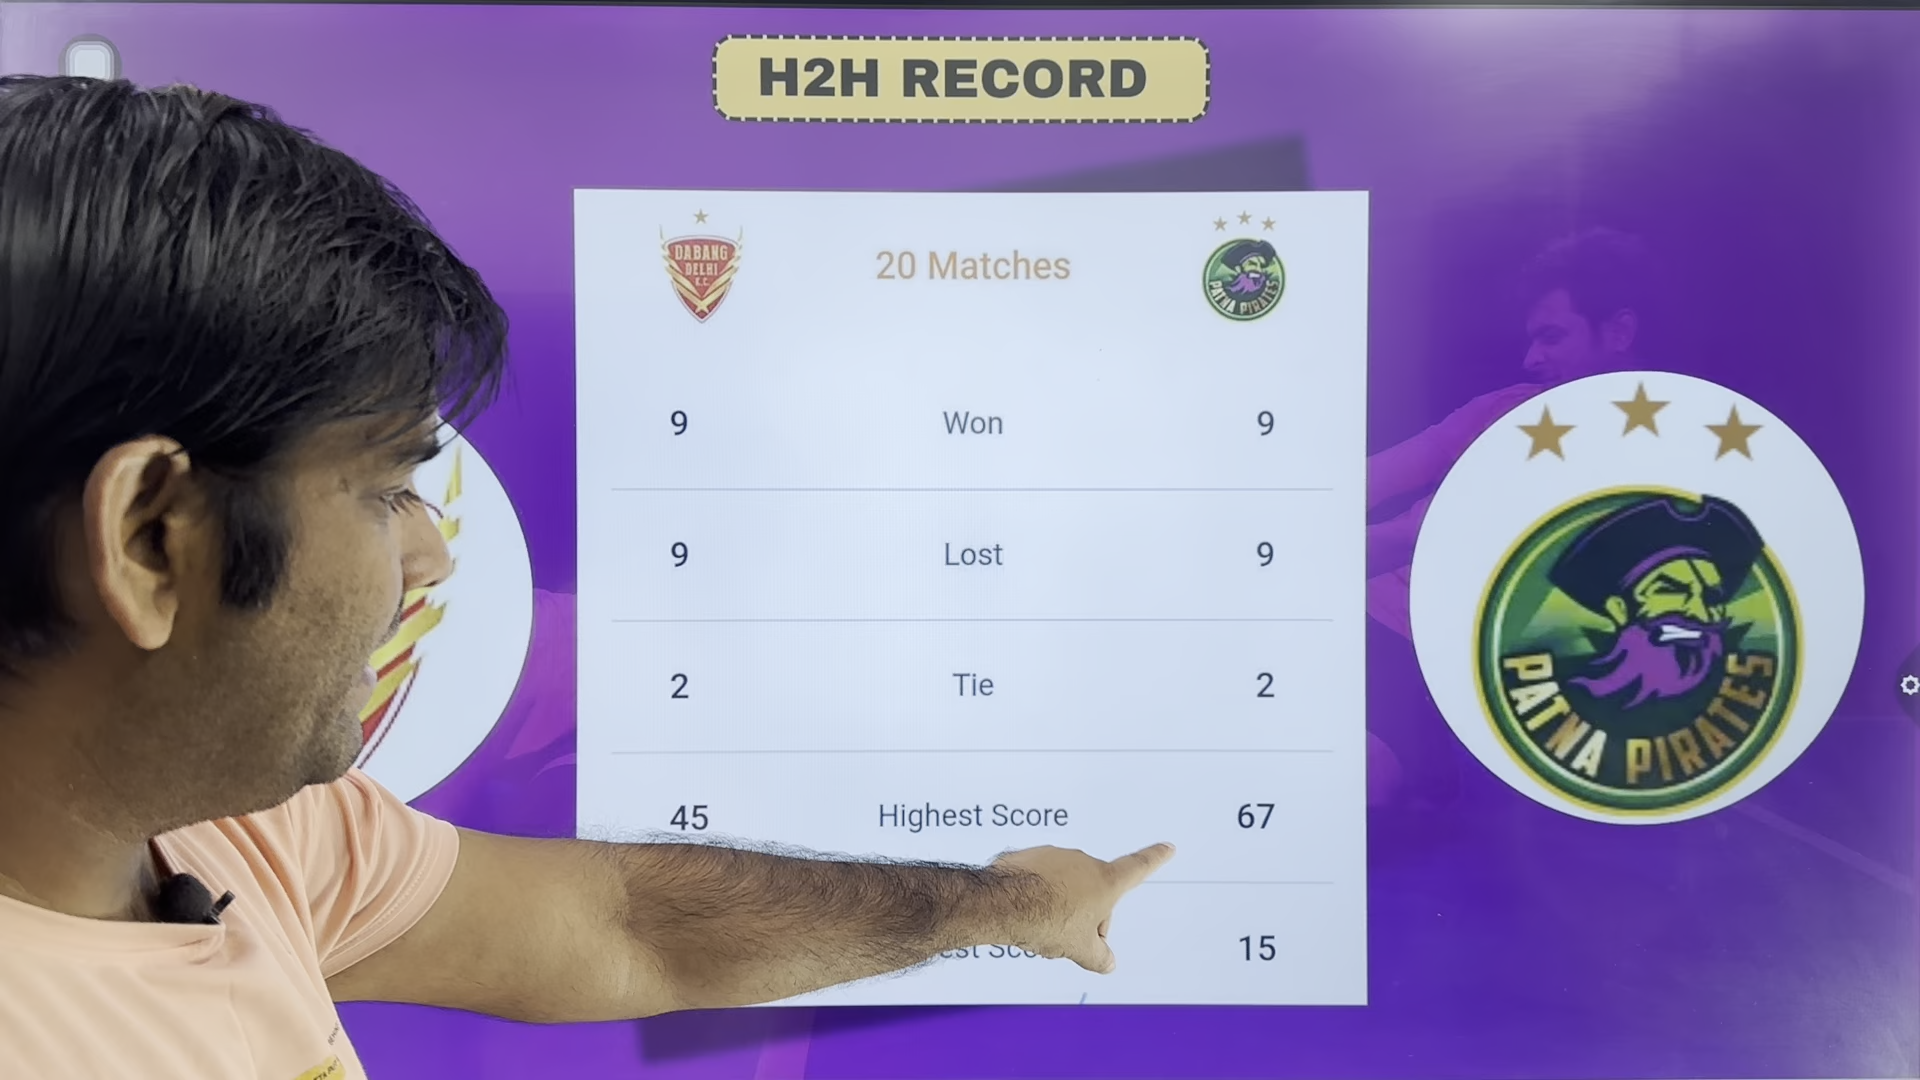 H2H RECORD
DABANG
DELHI
K.C.
20 Matches
PATNA PIRATES
9 Won 9
9 Lost 9
2 Tie 2
45 Highest Score 67
15
PATNA PIRATES